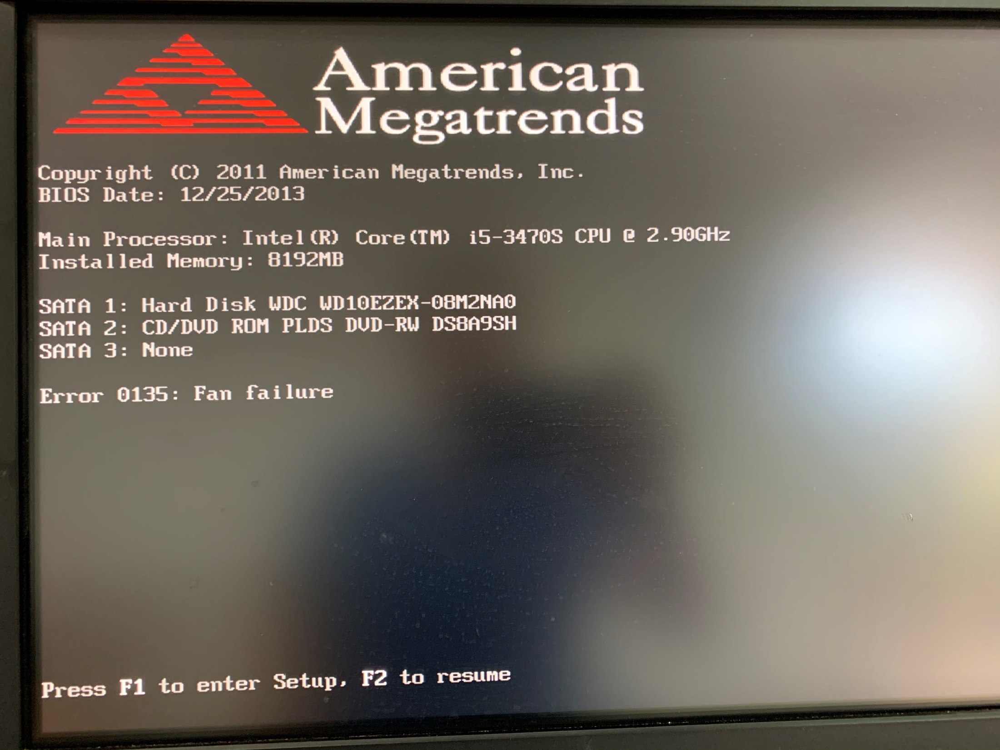 American
Megatrends
Copyright (C) 2011 American Megatrends, Inc.
BIOS Date: 12/25/2013
Main Processor: Intel(R) Core(TM) i5-3470S CPU @ 2.90GHz
Installed Memory: 8192MB
SATA 1: Hard Disk WDC WD10EZEX-08M2NA0
SATA 2: CD/DVD ROM PLDS DVD-RW DS8A9SH
SATA 3: None
Error 0135: Fan failure
Press F1 to enter Setup, F2 to resume